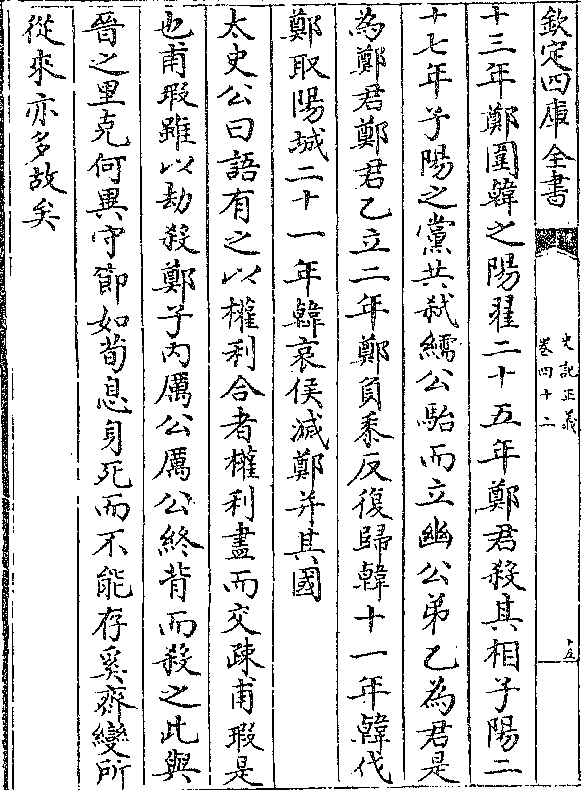 欽定四庫全書
史記正義
卷四十二
十五
十三年鄭圍韓之陽翟二十五年鄭君殺其相子陽二
十七年子陽之黨共弑繻公駘而立幽公弟乙為君是
為鄭君鄭君乙立二年鄭負黍反復歸韓十一年韓伐
鄭取陽城二十一年韓哀侯滅鄭并其國
太史公曰語有之以權利合者權利盡而交疎甫瑕是
也甫瑕雖以劫殺鄭子内厲公厲公終背而殺之此與
晉之里克何異守節如荀息身死而不能存奚齊變所
從來亦多故矣